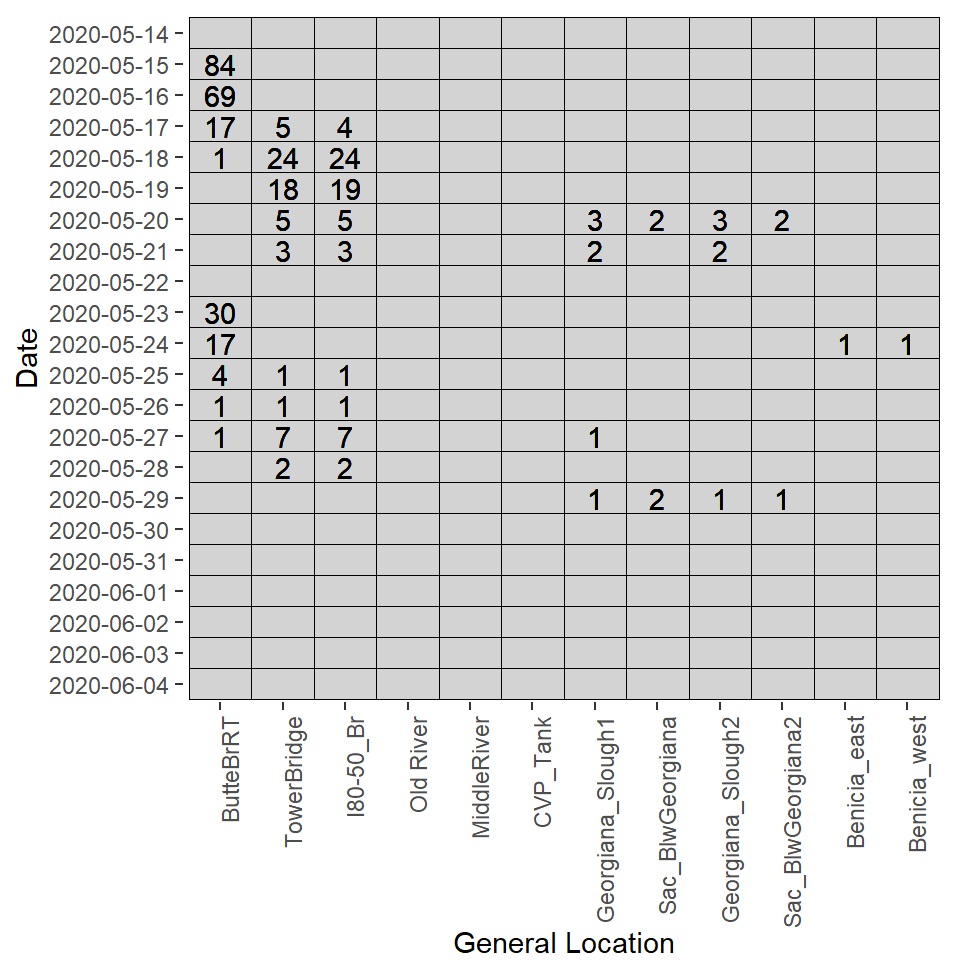 2020-05-14
2020-05-15 84
2020-05-16 69
2020-05-17 17 5 4
2020-05-18 1 24 24
2020-05-19 18 19
2020-05-20 5 5 3 2 3 2
2020-05-21 3 3 2 2
2020-05-22
2020-05-23 30
2020-05-24 17 1 1
2020-05-25 4 1 1
2020-05-26 1 1 1
2020-05-27 1 7 7 1
2020-05-28 2 2
2020-05-29 1 2 1 1
2020-05-30
2020-05-31
2020-06-01
2020-06-02
2020-06-03
2020-06-04
Date
ButteBrRT
TowerBridge
I80-50_Br
Old River
MiddleRiver
CVP_Tank
Georgiana_Slough1
Sac_BlwGeorgiana
Georgiana_Slough2
Sac_BlwGeorgiana2
Benicia_east
Benicia_west
General Location